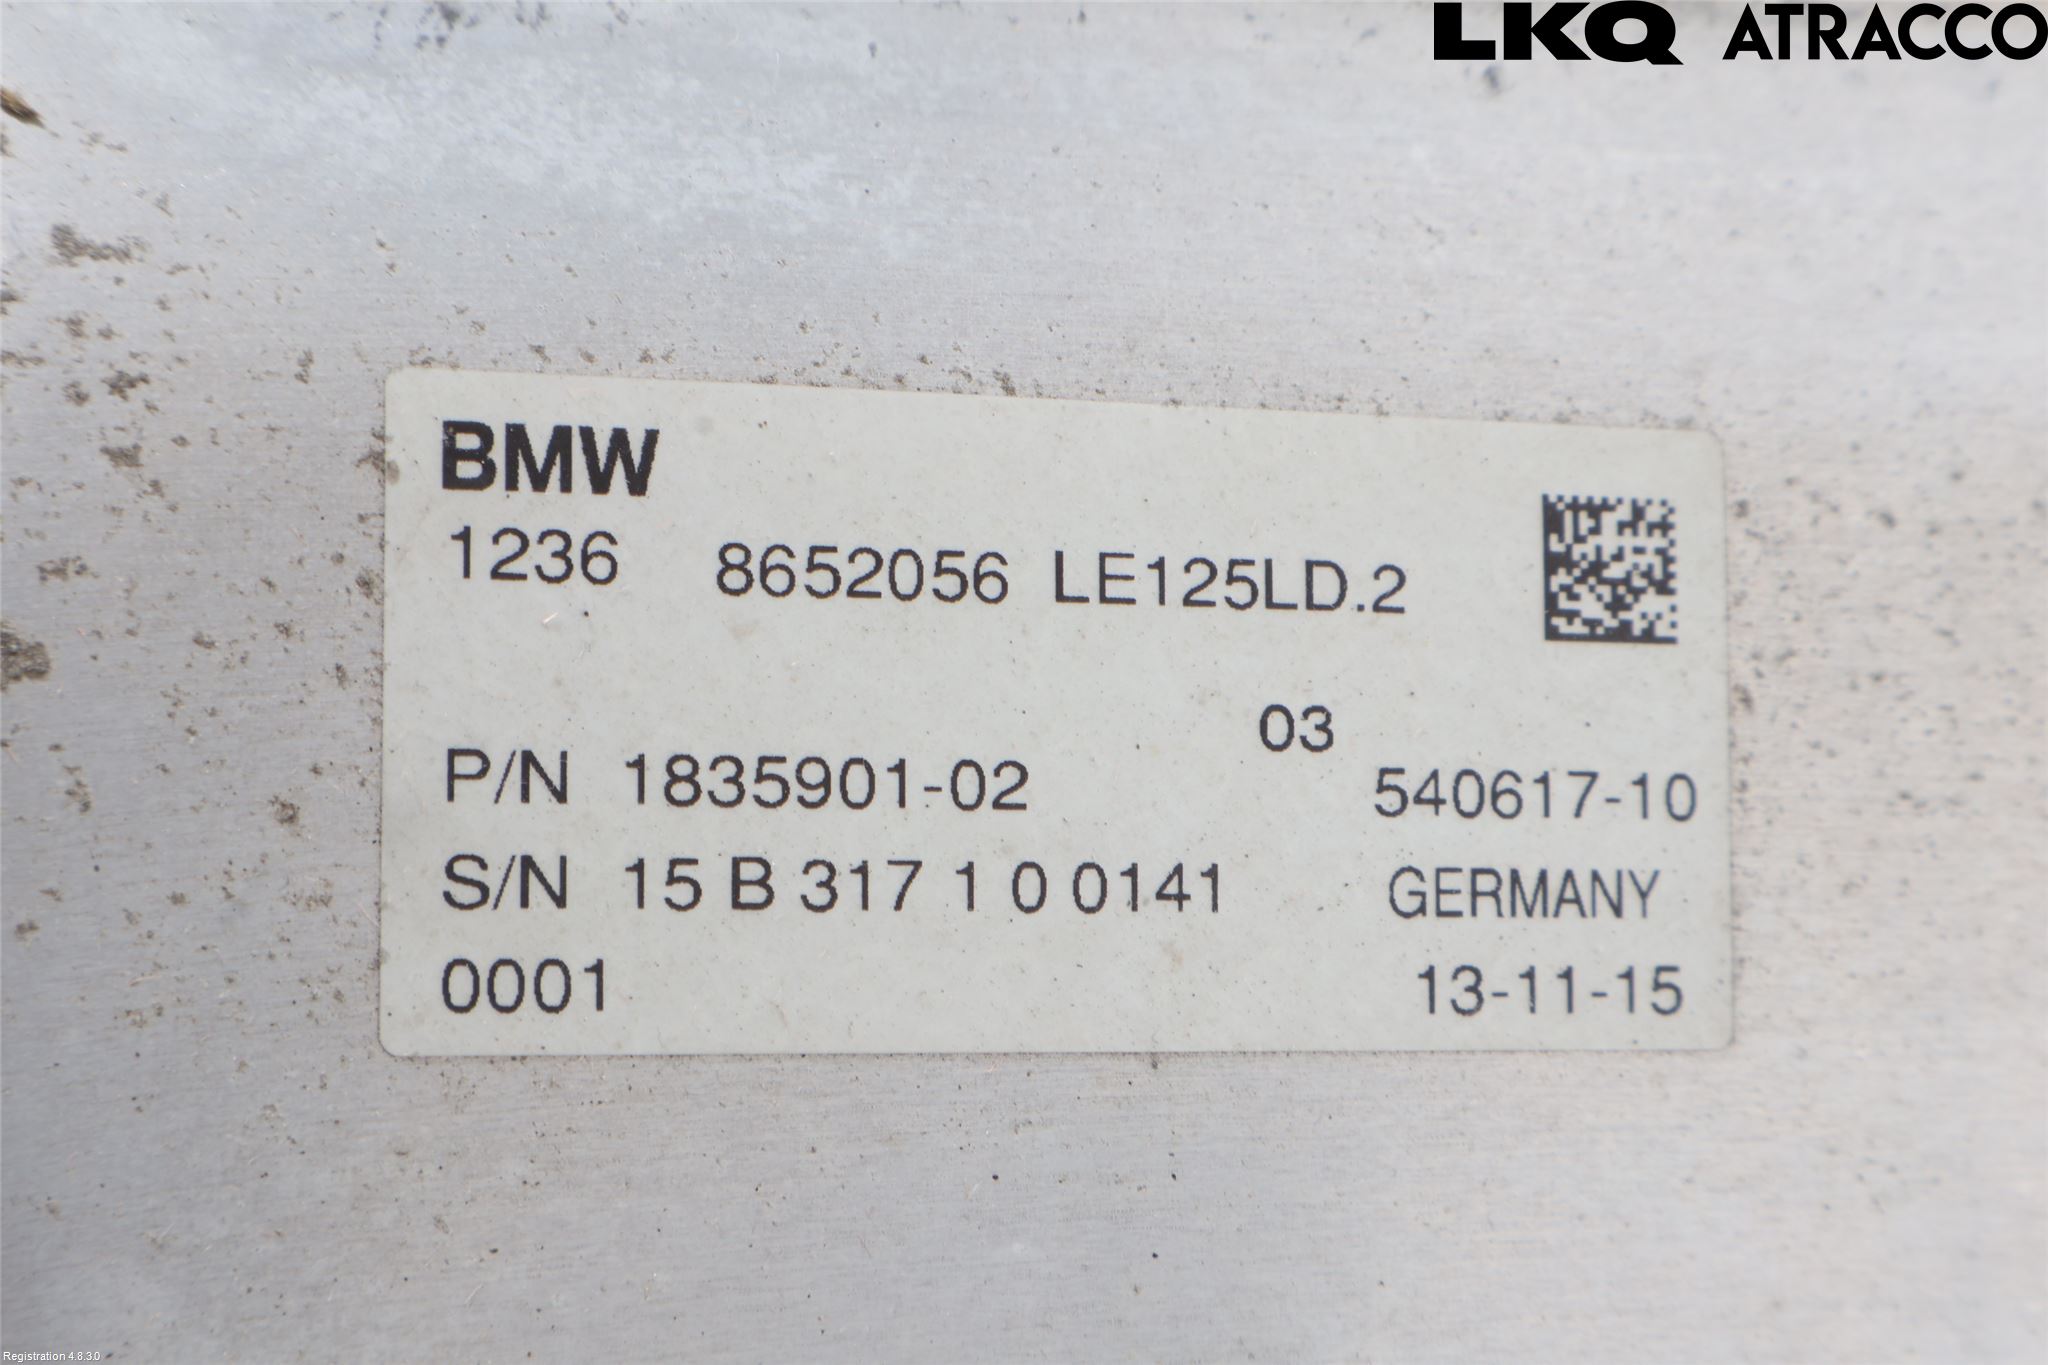 LKQ ATRACCO
BMW
1236 8652056 LE125LD.2
03
P/N 1835901-02 540617-10
S/N 15 B 317 1 0 0141 GERMANY
0001 13-11-15
Registration 4.8.3.0